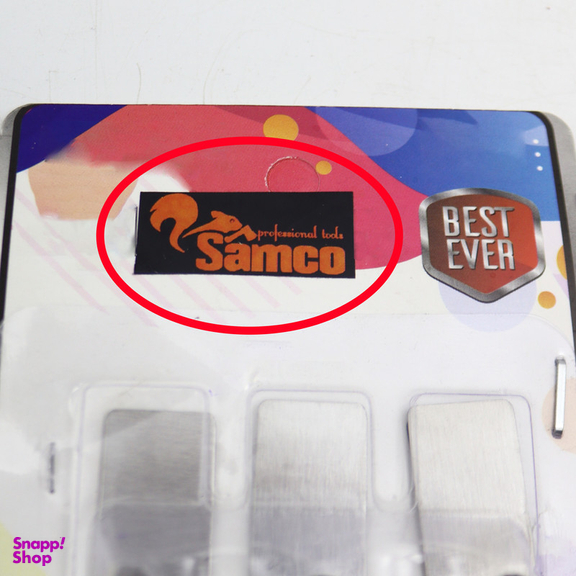 professional tools
Samco
BEST
EVER
Snapp!
Shop